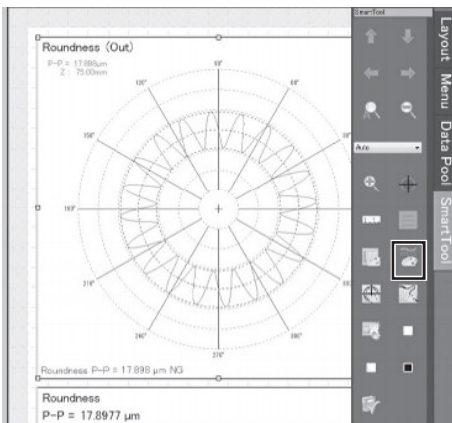 SmartTool
Layout
Menu
Data Pool
SmartTool
Roundness (Out)
P-P = 17.898μm
Z : 75.00mm
90°
120°
60°
150°
30°
180°
210°
240°
300°
270°
Auto
Roundness P-P = 17.898 μm NG
Roundness
P-P = 17.8977 μm